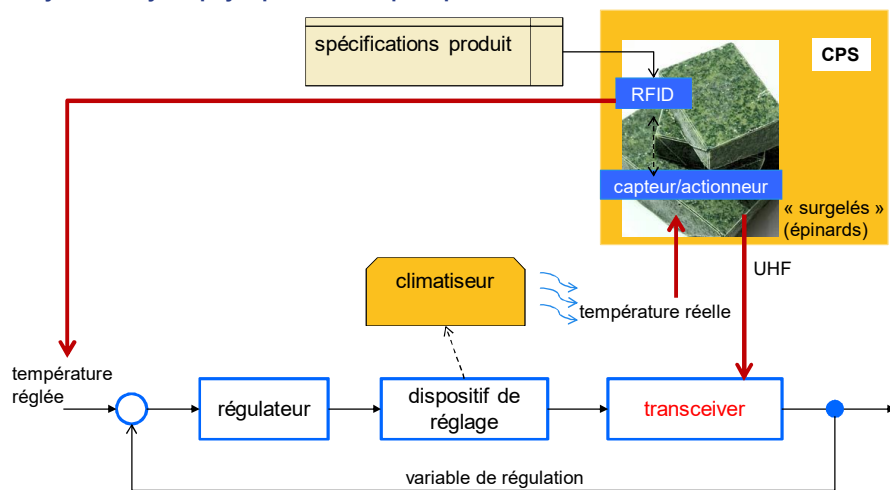 spécifications produit
CPS
RFID
capteur/actionneur
« surgelés »
(épinards)
UHF
climatiseur
température réelle
température
réglée
régulateur
dispositif de
réglage
transceiver
variable de régulation